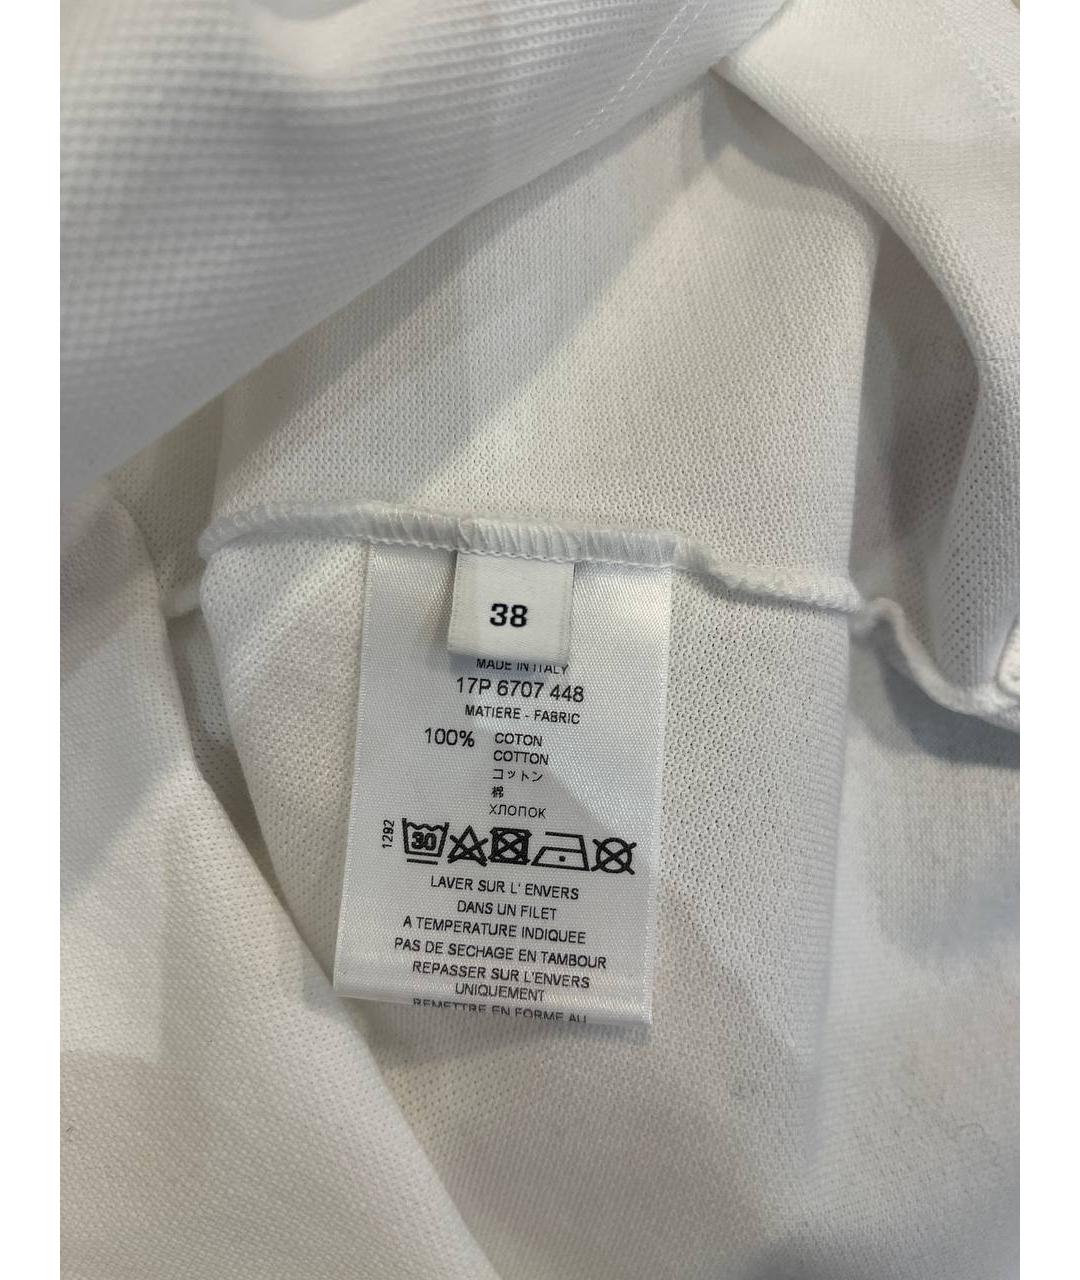 38
MADE IN ITALY
17P 6707 448
MATIERE - FABRIC
100% COTON
COTTON
コットン
棉
ХЛОПОК
1292
30
LAVER SUR L' ENVERS
DANS UN FILET
A TEMPERATURE INDIQUEE
PAS DE SECHAGE EN TAMBOUR
REPASSER SUR L'ENVERS
UNIQUEMENT
REMETTRE EN FORME AU